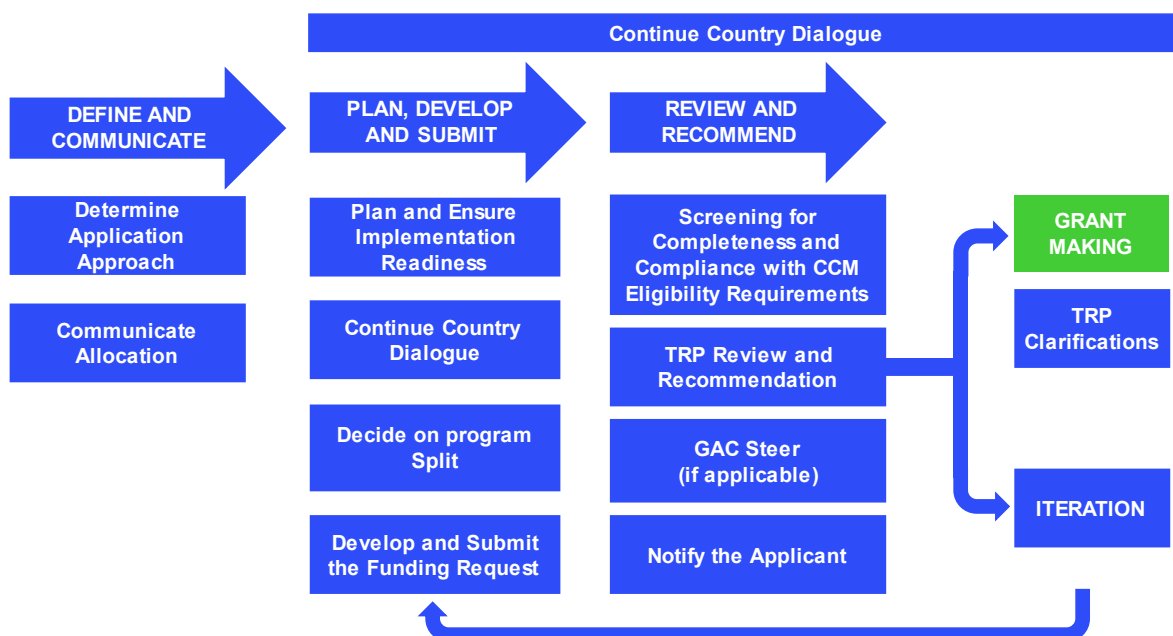 Continue Country Dialogue
DEFINE AND
COMMUNICATE
Determine
Application
Approach
Communicate
Allocation
PLAN, DEVELOP
AND SUBMIT
Plan and Ensure
Implementation
Readiness
Continue Country
Dialogue
Decide on program
Split
Develop and Submit
the Funding Request
REVIEW AND
RECOMMEND
Screening for
Completeness and
Compliance with CCM
Eligibility Requirements
TRP Review and
Recommendation
GAC Steer
(if applicable)
Notify the Applicant
GRANT
MAKING
TRP
Clarifications
ITERATION